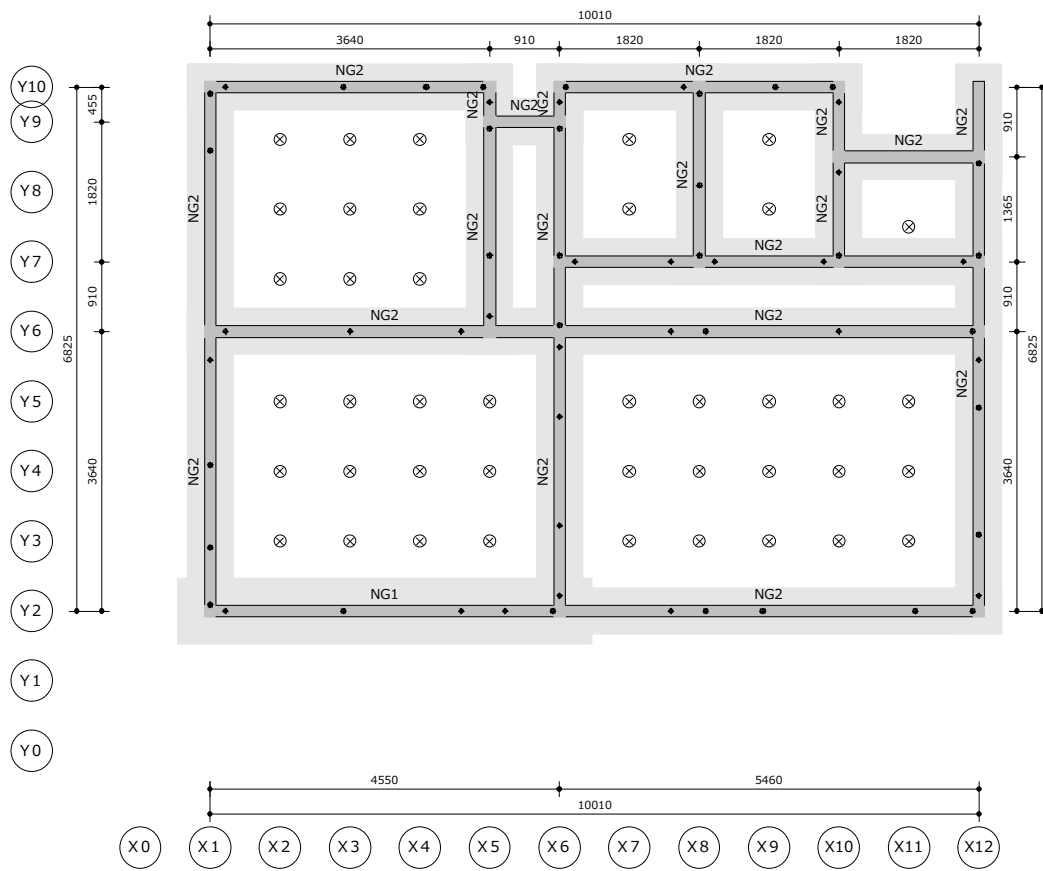 10010
3640 910 1820 1820 1820
NG2 NG2
Y10
455
NG2 NG2 NG2
NG2 NG2
910
Y9
NG2
NG2
Y8
1820
NG2
NG2 NG2 NG2
NG2
1365
Y7
NG2
910
910
Y6
NG2 NG2
6825
6825
NG2
Y5
Y4
3640
NG2 NG2
3640
Y3
NG1 NG2
Y2
Y1
Y0
4550 5460
10010
X0 X1 X2 X3 X4 X5 X6 X7 X8 X9 X10 X11 X12